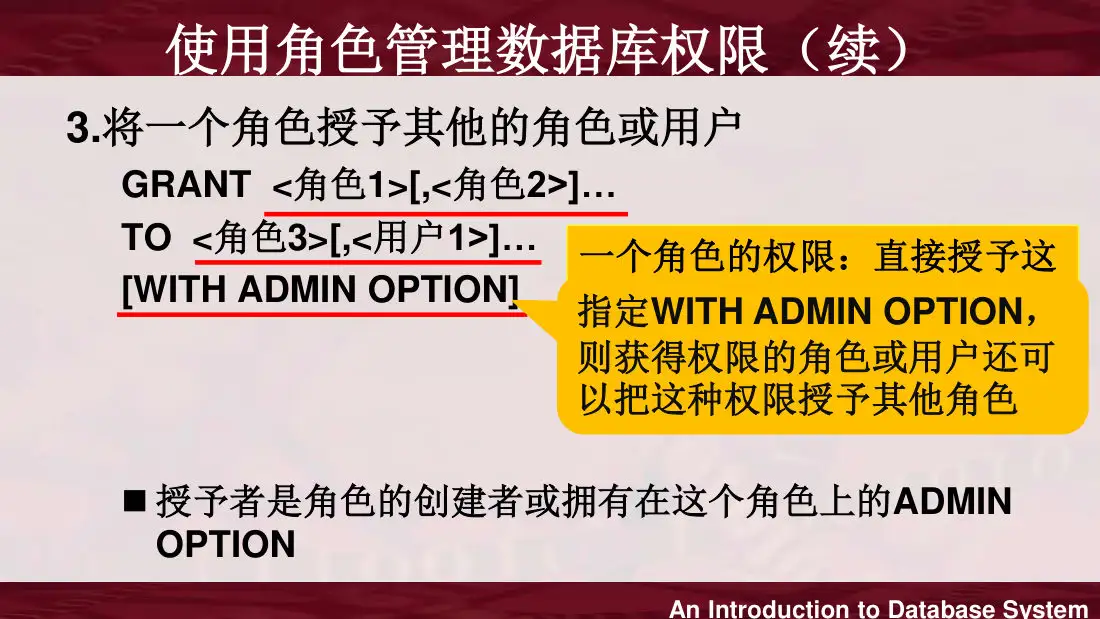 使用角色管理数据库权限（续）
3.将一个角色授予其他的角色或用户
GRANT <角色1>[,<角色2>]…
TO <角色3>[,<用户1>]…
[WITH ADMIN OPTION]
一个角色的权限：直接授予这
指定WITH ADMIN OPTION，
则获得权限的角色或用户还可
以把这种权限授予其他角色
■ 授予者是角色的创建者或拥有在这个角色上的ADMIN
OPTION
An Introduction to Database System